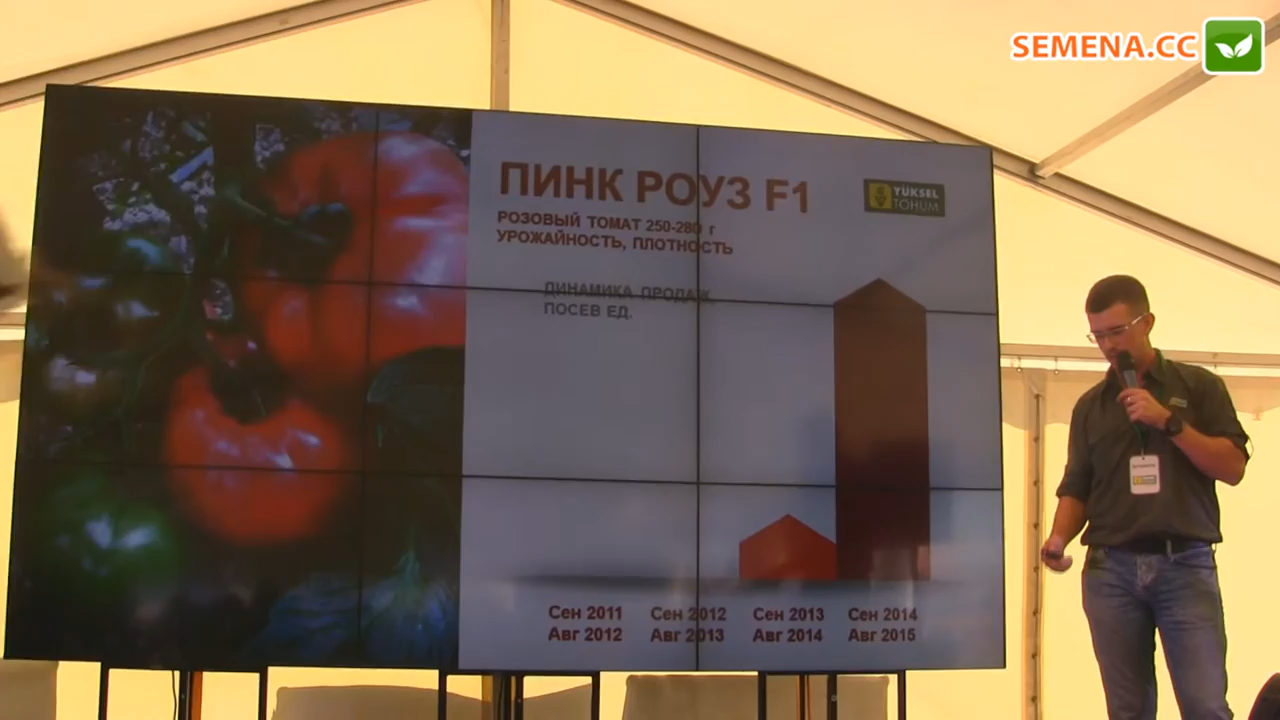 SEMENA.CC
ПИНК РОУЗ F1
YÜKSEL
TOHUM
РОЗОВЫЙ ТОМАТ 250-280 г
УРОЖАЙНОСТЬ, ПЛОТНОСТЬ
ДИНАМИКА ПРОДАЖ,
ПОСЕВ ЕД.
Сен 2011 Сен 2012 Сен 2013 Сен 2014
Авг 2012 Авг 2013 Авг 2014 Авг 2015